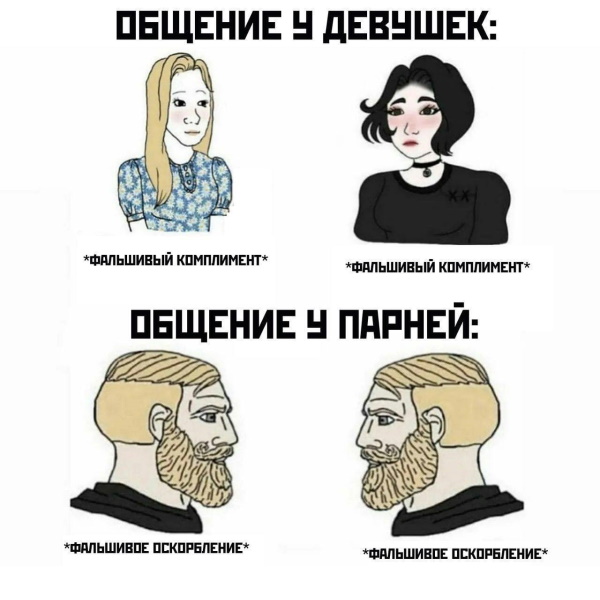 ОБЩЕНИЕ У ДЕВУШЕК:
*ФАЛЬШИВЫЙ КОМПЛИМЕНТ*
*ФАЛЬШИВЫЙ КОМПЛИМЕНТ*
ОБЩЕНИЕ У ПАРНЕЙ:
*ФАЛЬШИВОЕ ОСКОРБЛЕНИЕ*
*ФАЛЬШИВОЕ ОСКОРБЛЕНИЕ*